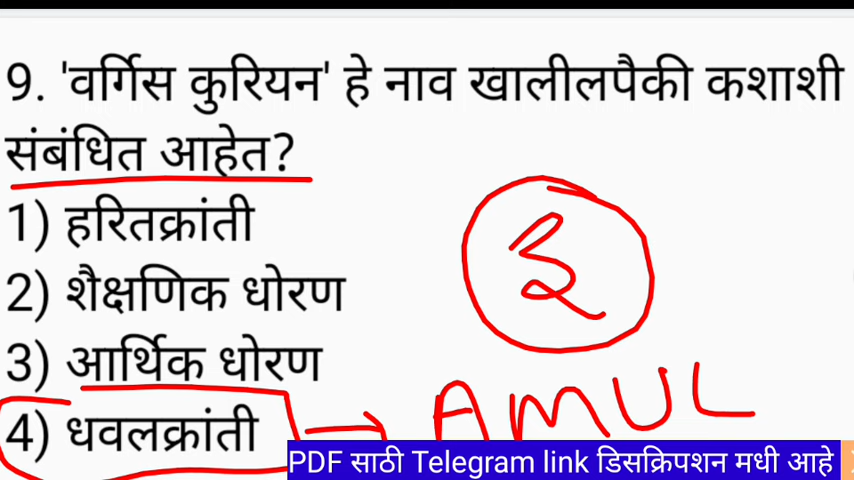 9. 'वर्गिस कुरियन' हे नाव खालीलपैकी कशाशी
संबंधित आहेत?
1) हरितक्रांती
2) शैक्षणिक धोरण
3) आर्थिक धोरण
4) धवलक्रांती → AMUL
३
PDF साठी Telegram link डिसक्रिपशन मधी आहे